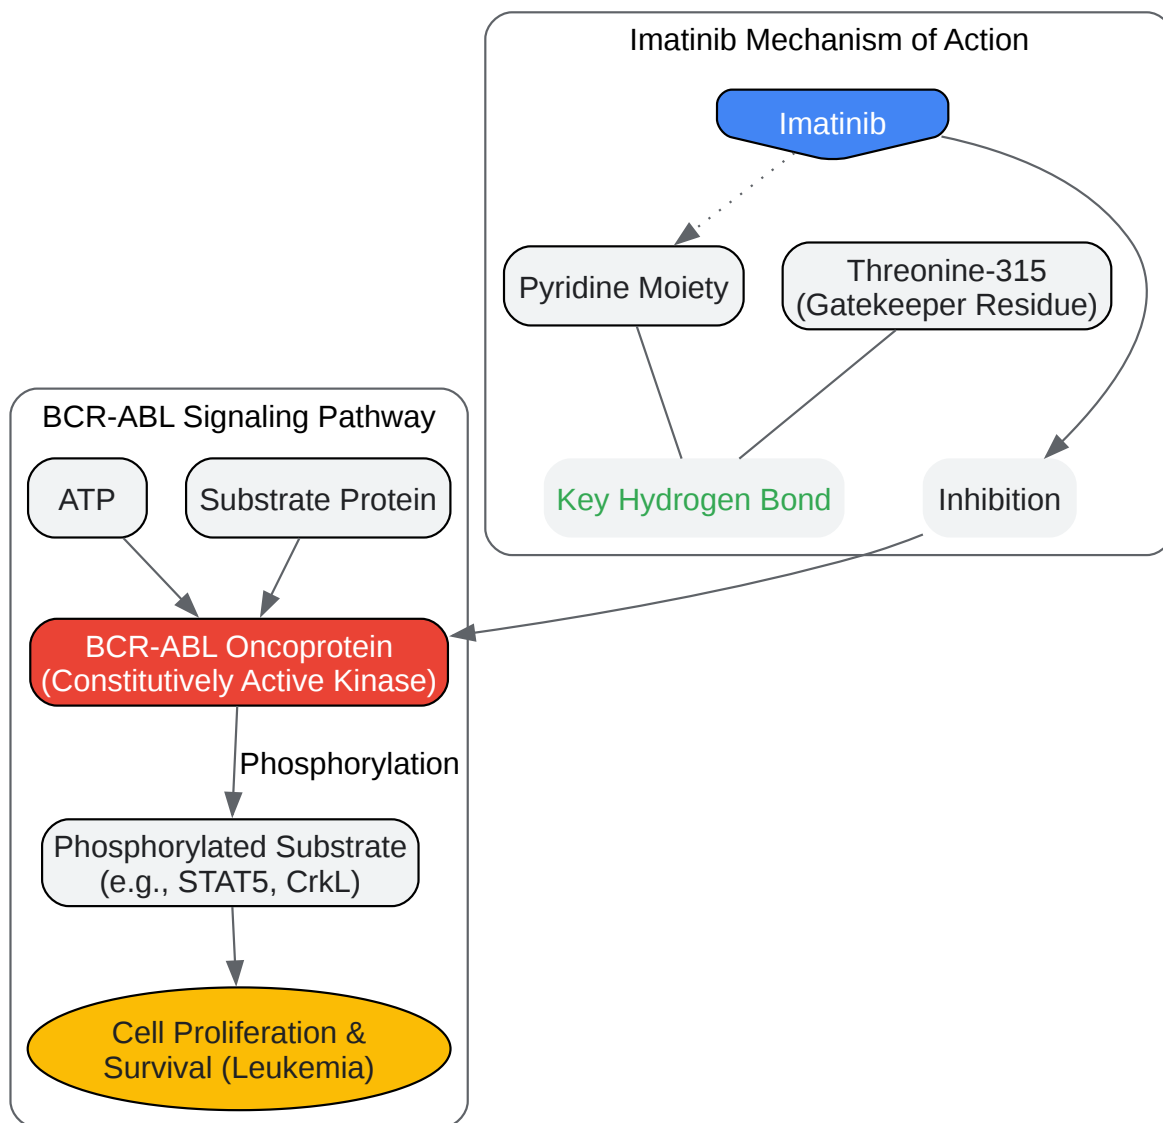 Imatinib Mechanism of Action
Imatinib
Pyridine Moiety
Threonine-315
(Gatekeeper Residue)
Key Hydrogen Bond
Inhibition
BCR-ABL Signaling Pathway
ATP
Substrate Protein
BCR-ABL Oncoprotein
(Constitutively Active Kinase)
Phosphorylation
Phosphorylated Substrate
(e.g., STAT5, CrkL)
Cell Proliferation &
Survival (Leukemia)